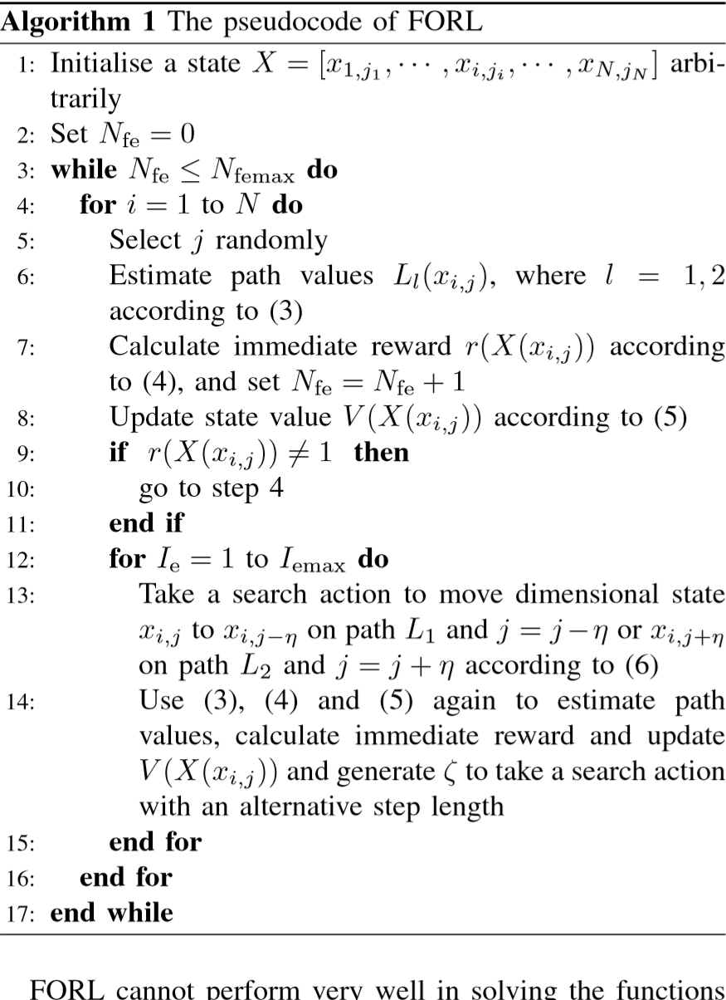 Algorithm 1 The pseudocode of FORL
1: Initialise a state $X = [x_{1,j_1}, \cdots, x_{i,j_i}, \cdots, x_{N,j_N}]$ arbi-
trarily
2: Set $N_{\mathrm{fe}} = 0$
3: while $N_{\mathrm{fe}} \leq N_{\mathrm{femax}}$ do
4: for $i = 1$ to $N$ do
5: Select $j$ randomly
6: Estimate path values $L_l(x_{i,j})$, where $l = 1, 2$
according to (3)
7: Calculate immediate reward $r(X(x_{i,j}))$ according
to (4), and set $N_{\mathrm{fe}} = N_{\mathrm{fe}} + 1$
8: Update state value $V(X(x_{i,j}))$ according to (5)
9: if $r(X(x_{i,j})) \neq 1$ then
10: go to step 4
11: end if
12: for $I_{\mathrm{e}} = 1$ to $I_{\mathrm{emax}}$ do
13: Take a search action to move dimensional state
$x_{i,j}$ to $x_{i,j-\eta}$ on path $L_1$ and $j = j - \eta$ or $x_{i,j+\eta}$
on path $L_2$ and $j = j + \eta$ according to (6)
14: Use (3), (4) and (5) again to estimate path
values, calculate immediate reward and update
$V(X(x_{i,j}))$ and generate $\zeta$ to take a search action
with an alternative step length
15: end for
16: end for
17: end while
FORL cannot perform very well in solving the functions